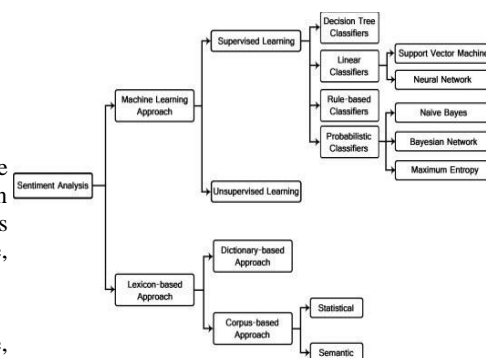 Decision Tree
Classifiers
Supervised Learning
Linear
Classifiers
Support Vector Machine
Neural Network
Machine Learning
Approach
Rule-based
Classifiers
Naive Bayes
Probabilistic
Classifiers
Bayesian Network
Maximum Entropy
Sentiment Analysis
Unsupervised Learning
Dictionary-based
Approach
Lexicon-based
Approach
Statistical
Corpus-based
Approach
Semantic